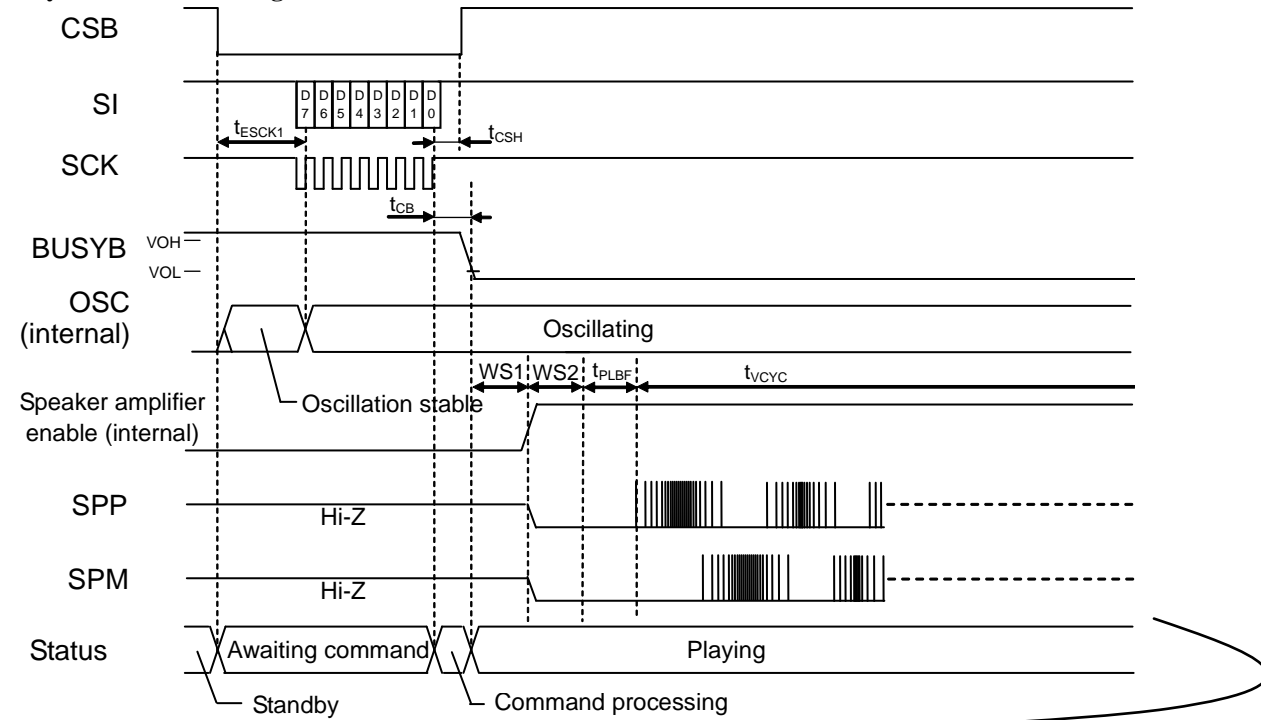 CSB
SI
D7 D6 D5 D4 D3 D2 D1 D0
tESCK1
tCSH
SCK
tCB
BUSYB
VOH
VOL
OSC
(internal)
Oscillating
WS1 WS2 tPLBF tVCYC
Speaker amplifier
enable (internal)
Oscillation stable
SPP
Hi-Z
SPM
Hi-Z
Status
Awaiting command
Playing
Standby
Command processing